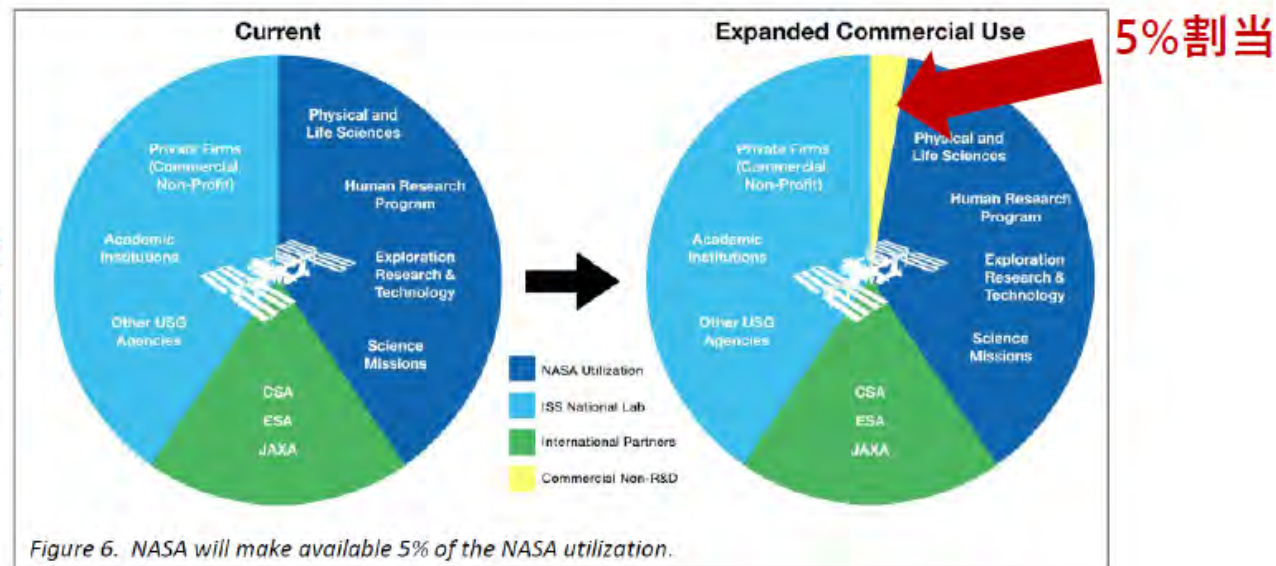 Current
Physical and
Life Sciences
Private Firms
(Commercial
Non-Profit)
Human Research
Program
Academic
Institutions
Exploration
Research &
Technology
Other USG
Agencies
Science
Missions
CSA
ESA
JAXA
NASA Utilization
ISS National Lab
International Partners
Commercial Non-R&D
Expanded Commercial Use
5%割当
Physical and
Life Sciences
Private Firms
(Commercial
Non-Profit)
Human Research
Program
Academic
Institutions
Exploration
Research &
Technology
Other USG
Agencies
Science
Missions
CSA
ESA
JAXA
Figure 6. NASA will make available 5% of the NASA utilization.